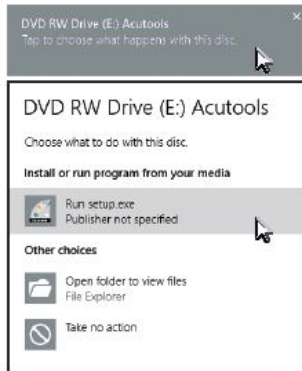 DVD RW Drive (E:) Acutools
Tap to choose what happens with this disc.
DVD RW Drive (E:) Acutools
Choose what to do with this disc.
Install or run program from your media
Run setup.exe
Publisher not specified
Other choices
Open folder to view files
File Explorer
Take no action